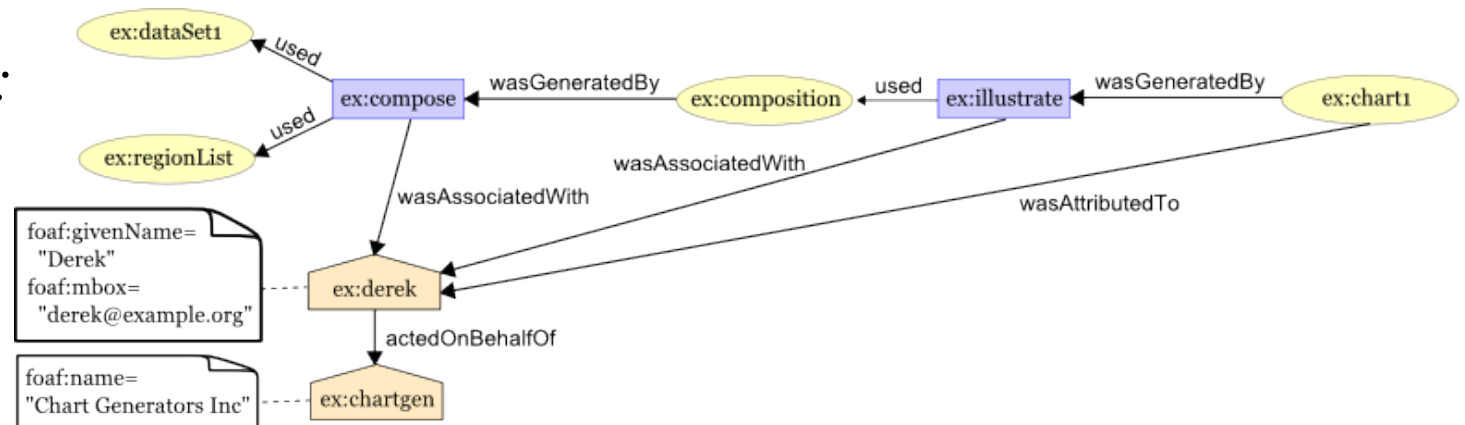 ex:dataSet1
used
ex:compose
wasGeneratedBy
ex:composition
used
ex:illustrate
wasGeneratedBy
ex:chart1
used
ex:regionList
wasAssociatedWith
wasAssociatedWith
wasAttributedTo
foaf:givenName=
"Derek"
foaf:mbox=
"derek@example.org"
ex:derek
actedOnBehalfOf
foaf:name=
"Chart Generators Inc"
ex:chartgen